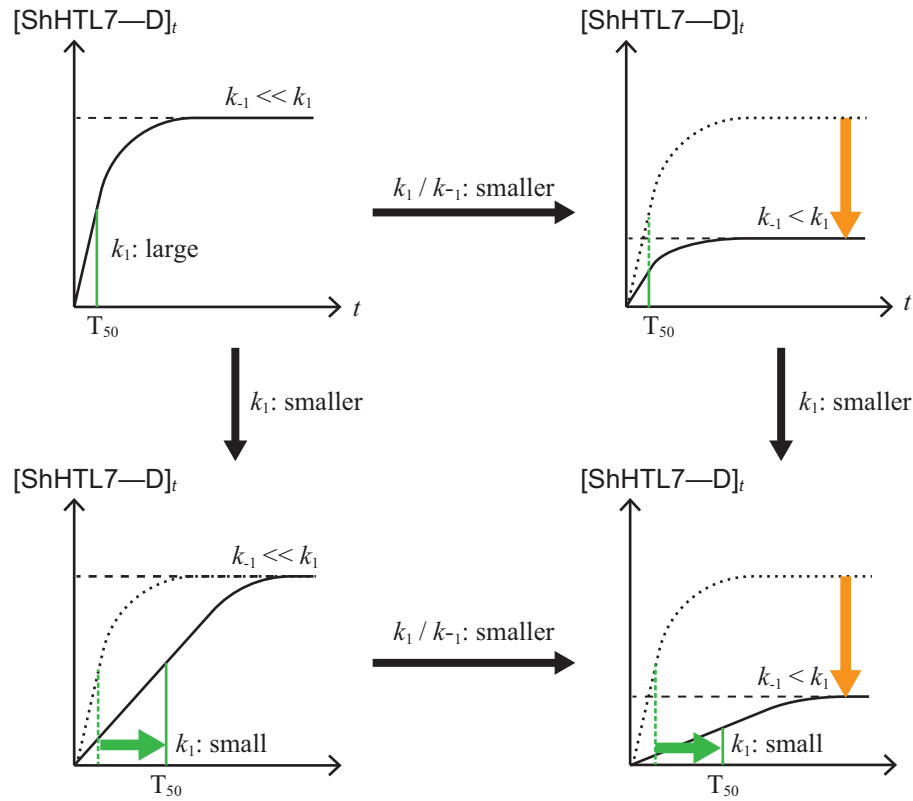 [ShHTL7—D]t
k-1 << k1
k1: large
T50
t
k1 / k-1: smaller
[ShHTL7—D]t
k-1 < k1
T50
t
k1: smaller
k1: smaller
[ShHTL7—D]t
k-1 << k1
k1: small
T50
k1 / k-1: smaller
[ShHTL7—D]t
k-1 < k1
k1: small
T50